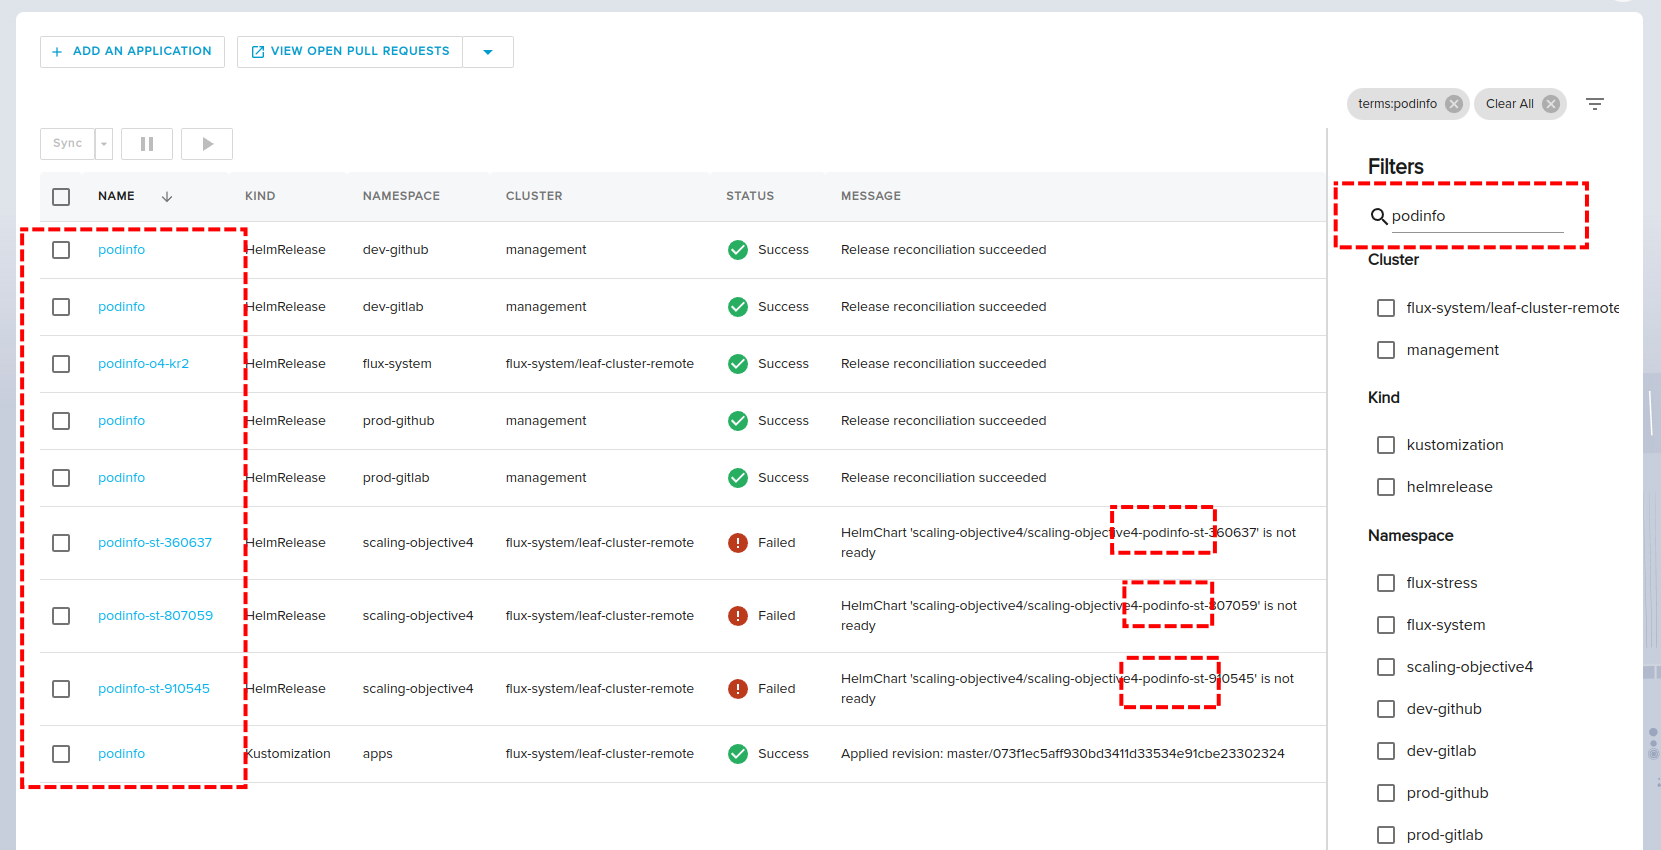 ADD AN APPLICATION
VIEW OPEN PULL REQUESTS
terms:podinfo
Clear All
Sync
NAME KIND NAMESPACE CLUSTER STATUS MESSAGE
podinfo HelmRelease dev-github management Success Release reconciliation succeeded
podinfo HelmRelease dev-gitlab management Success Release reconciliation succeeded
podinfo-o4-kr2 HelmRelease flux-system flux-system/leaf-cluster-remote Success Release reconciliation succeeded
podinfo HelmRelease prod-github management Success Release reconciliation succeeded
podinfo HelmRelease prod-gitlab management Success Release reconciliation succeeded
podinfo-st-360637 HelmRelease scaling-objective4 flux-system/leaf-cluster-remote Failed HelmChart 'scaling-objective4/scaling-objective4-podinfo-st-360637' is not
ready
podinfo-st-807059 HelmRelease scaling-objective4 flux-system/leaf-cluster-remote Failed HelmChart 'scaling-objective4/scaling-objective4-podinfo-st-807059' is not
ready
podinfo-st-910545 HelmRelease scaling-objective4 flux-system/leaf-cluster-remote Failed HelmChart 'scaling-objective4/scaling-objective4-podinfo-st-910545' is not
ready
podinfo Kustomization apps flux-system/leaf-cluster-remote Success Applied revision: master/073f1ec5aff930bd3411d33534e91cbe23302324
Filters
podinfo
Cluster
flux-system/leaf-cluster-remote
management
Kind
kustomization
helmrelease
Namespace
flux-stress
flux-system
scaling-objective4
dev-github
dev-gitlab
prod-github
prod-gitlab